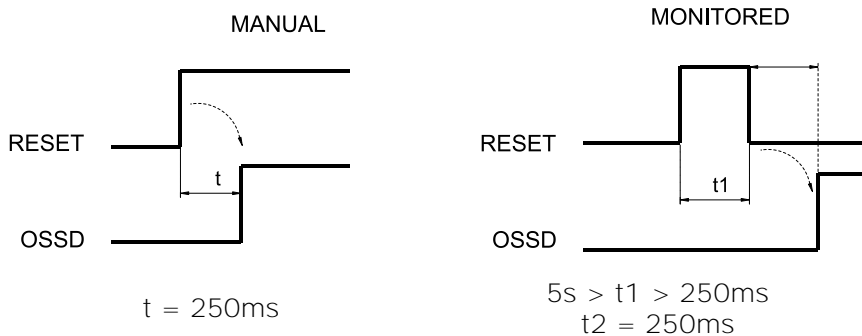 MANUAL
RESET
t
OSSD
t = 250ms
MONITORED
RESET
t1
OSSD
5s > t1 > 250ms
t2 = 250ms